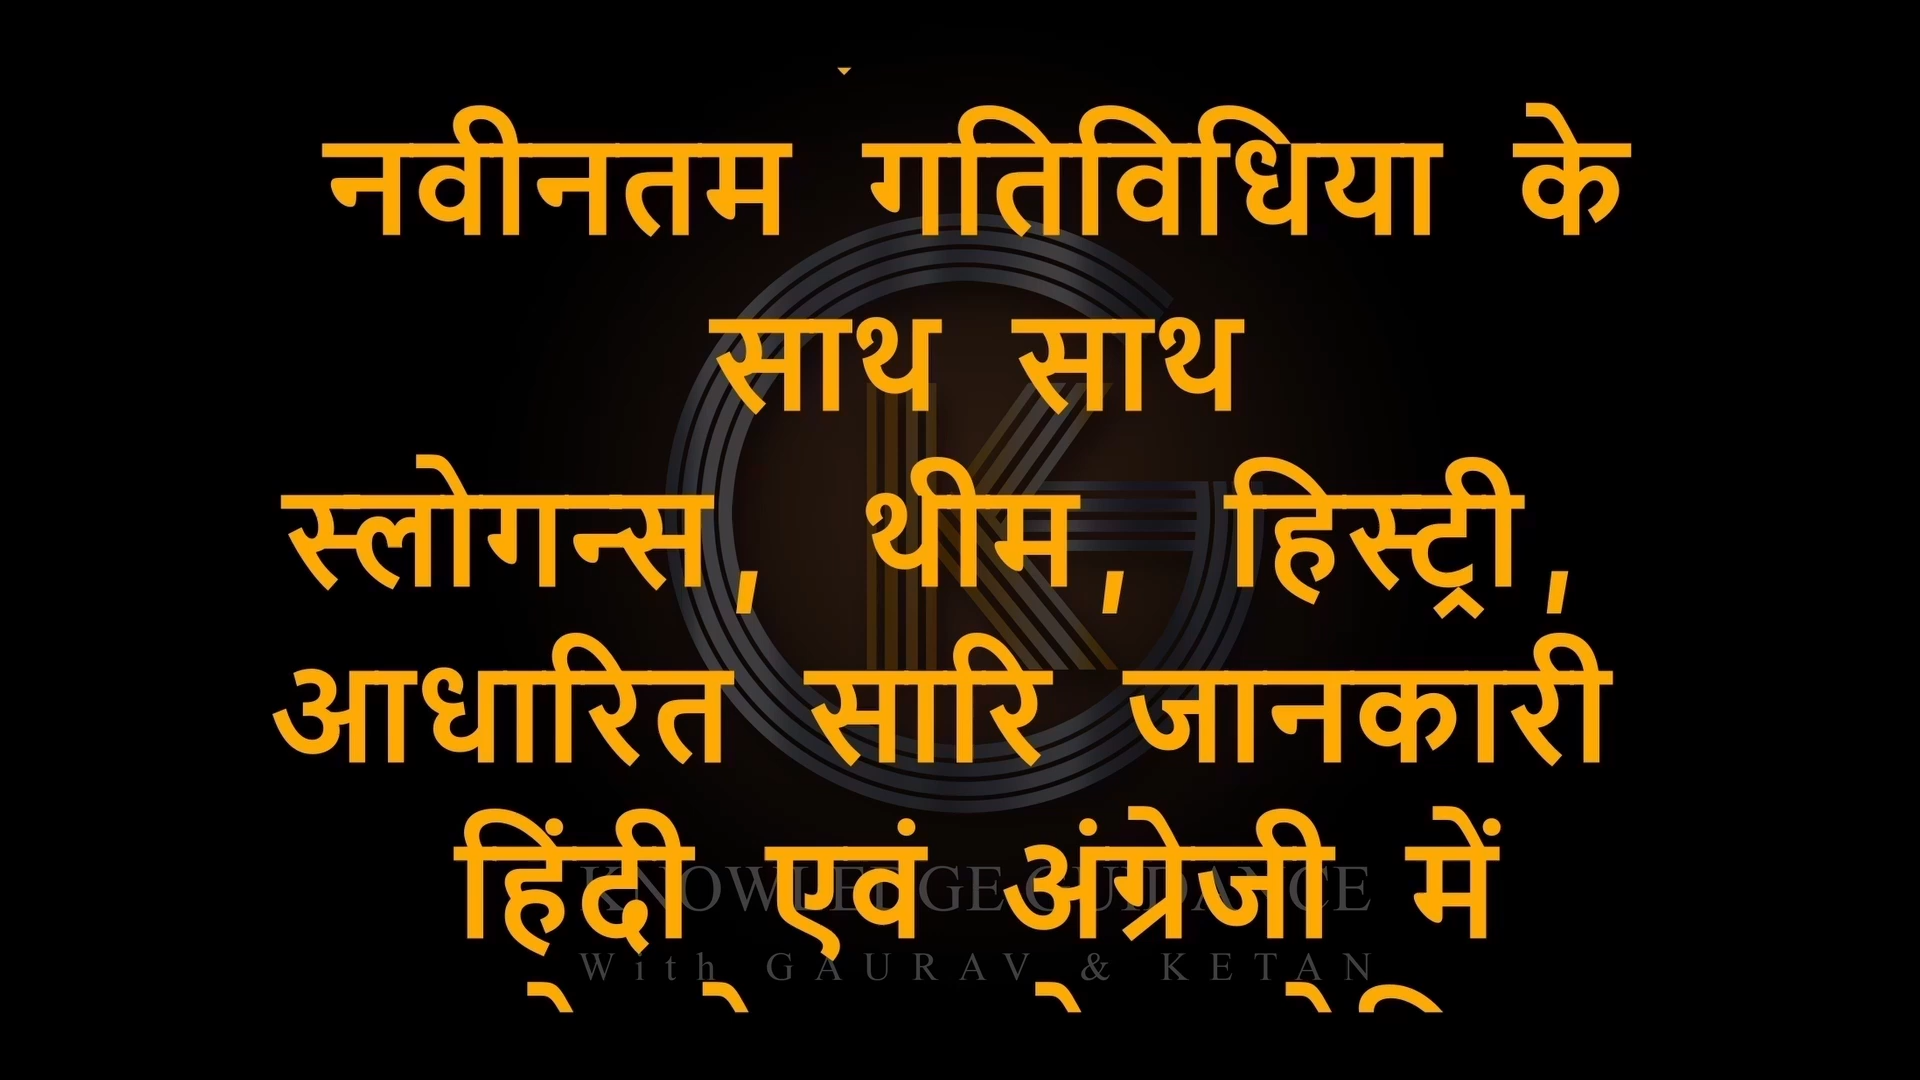 नवीनतम गतिविधिया के
साथ साथ
स्लोगन्स, थीम, हिस्ट्री,
आधारित सारि जानकारी
हिंदी एवं अंग्रेजी में
KNOWLEDGE GUIDANCE
With GAURAV & KETAN